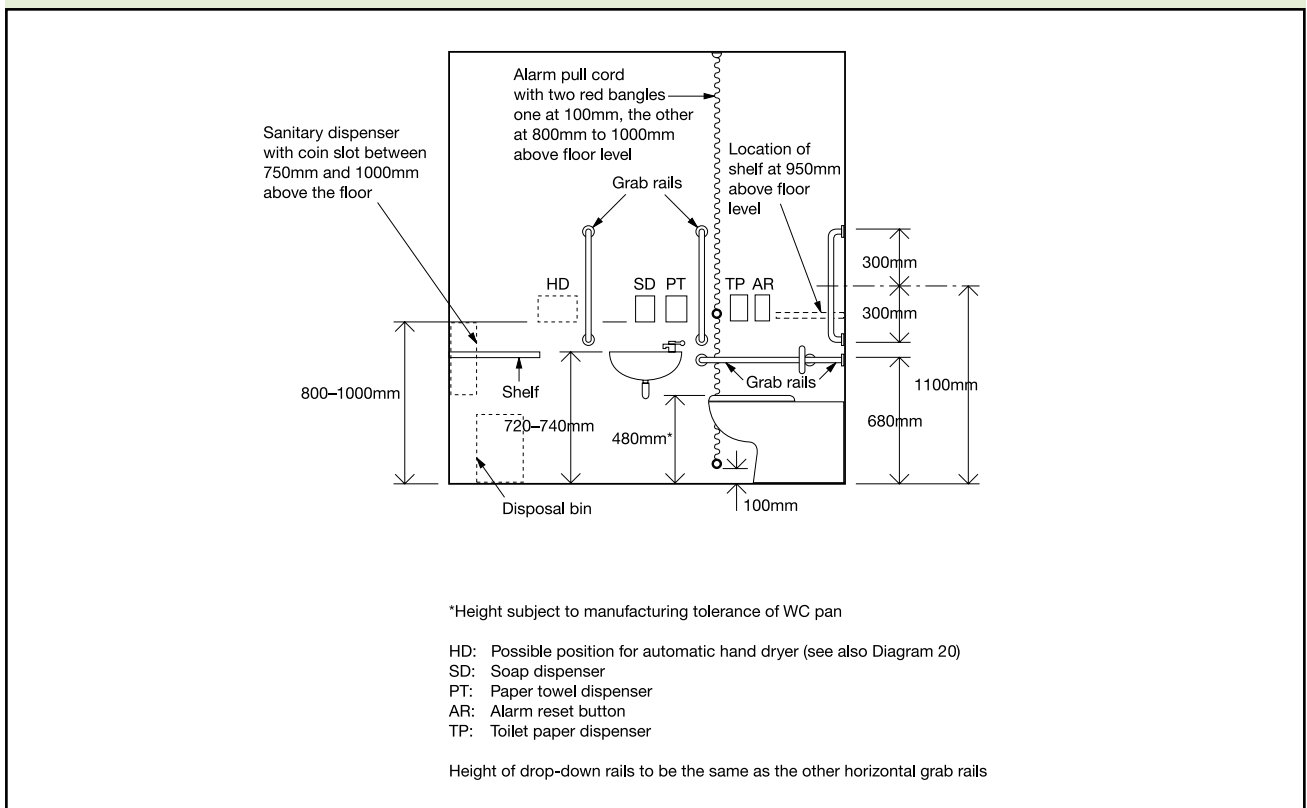 Alarm pull cord
with two red bangles
one at 100mm, the other
at 800mm to 1000mm
above floor level
Sanitary dispenser
with coin slot between
750mm and 1000mm
above the floor
Location of
shelf at 950mm
above floor
level
Grab rails
300mm
HD
SD
PT
TP
AR
300mm
Grab rails
1100mm
800–1000mm
Shelf
720–740mm
480mm*
680mm
Disposal bin
100mm
*Height subject to manufacturing tolerance of WC pan
HD: Possible position for automatic hand dryer (see also Diagram 20)
SD: Soap dispenser
PT: Paper towel dispenser
AR: Alarm reset button
TP: Toilet paper dispenser
Height of drop-down rails to be the same as the other horizontal grab rails